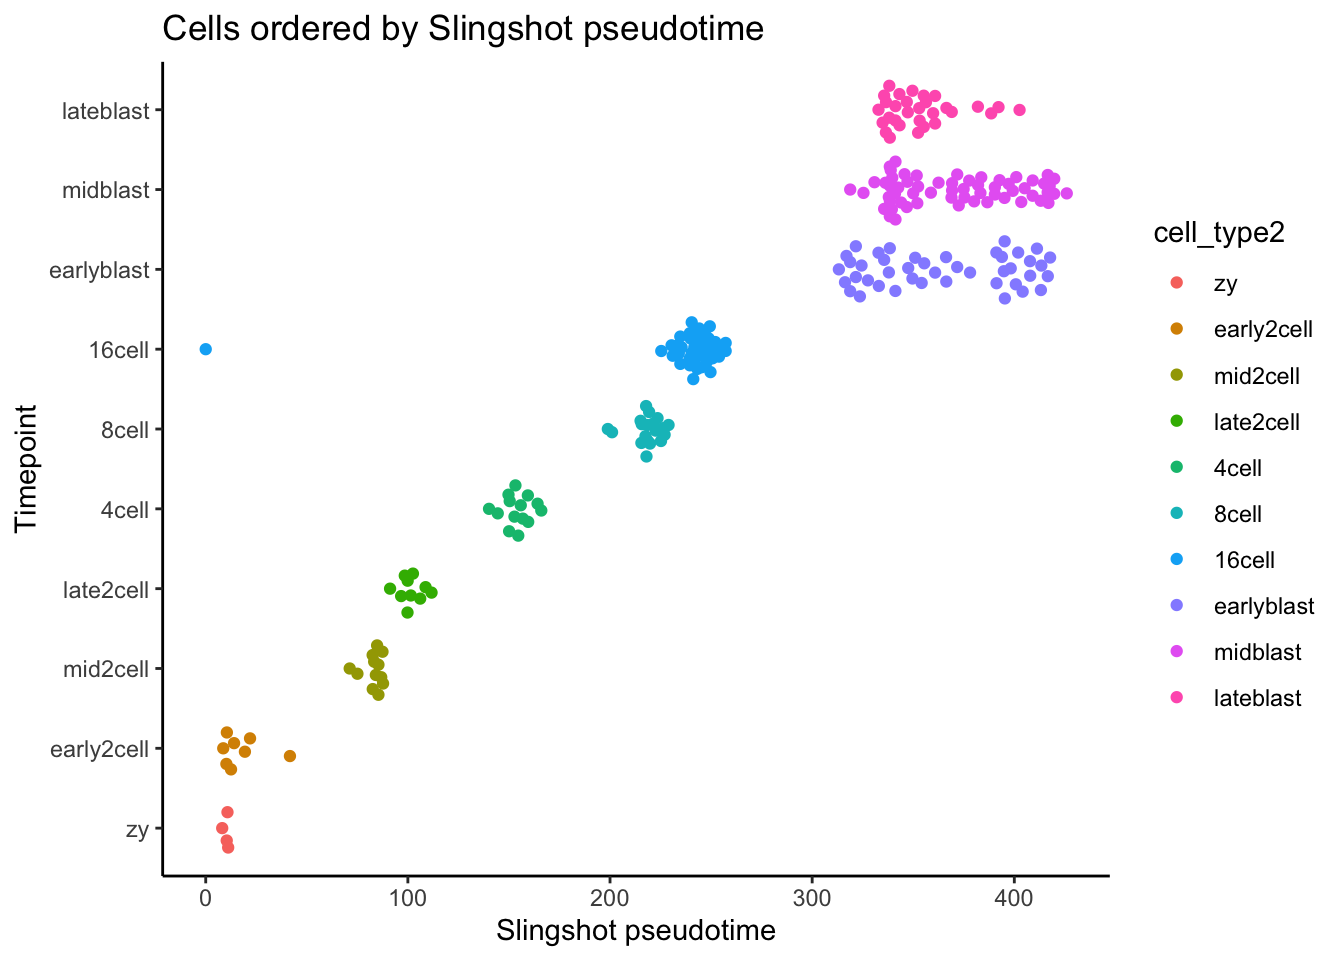 Cells ordered by Slingshot pseudotime
lateblast
midblast
earlyblast
16cell
8cell
4cell
late2cell
mid2cell
early2cell
zy
Timepoint
0 100 200 300 400
Slingshot pseudotime
cell_type2
zy
early2cell
mid2cell
late2cell
4cell
8cell
16cell
earlyblast
midblast
lateblast